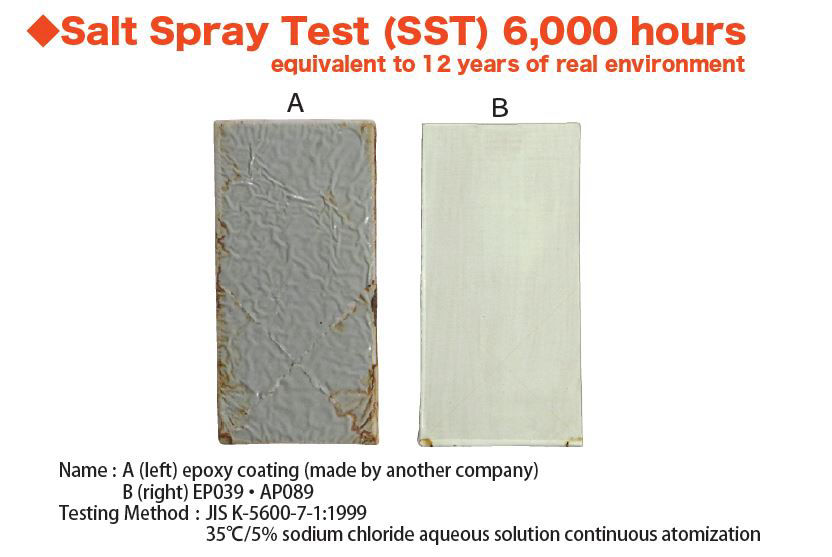 ◆Salt Spray Test (SST) 6,000 hours
equivalent to 12 years of real environment
A
B
Name : A (left) epoxy coating (made by another company)
B (right) EP039・AP089
Testing Method : JIS K-5600-7-1:1999
35℃/5% sodium chloride aqueous solution continuous atomization